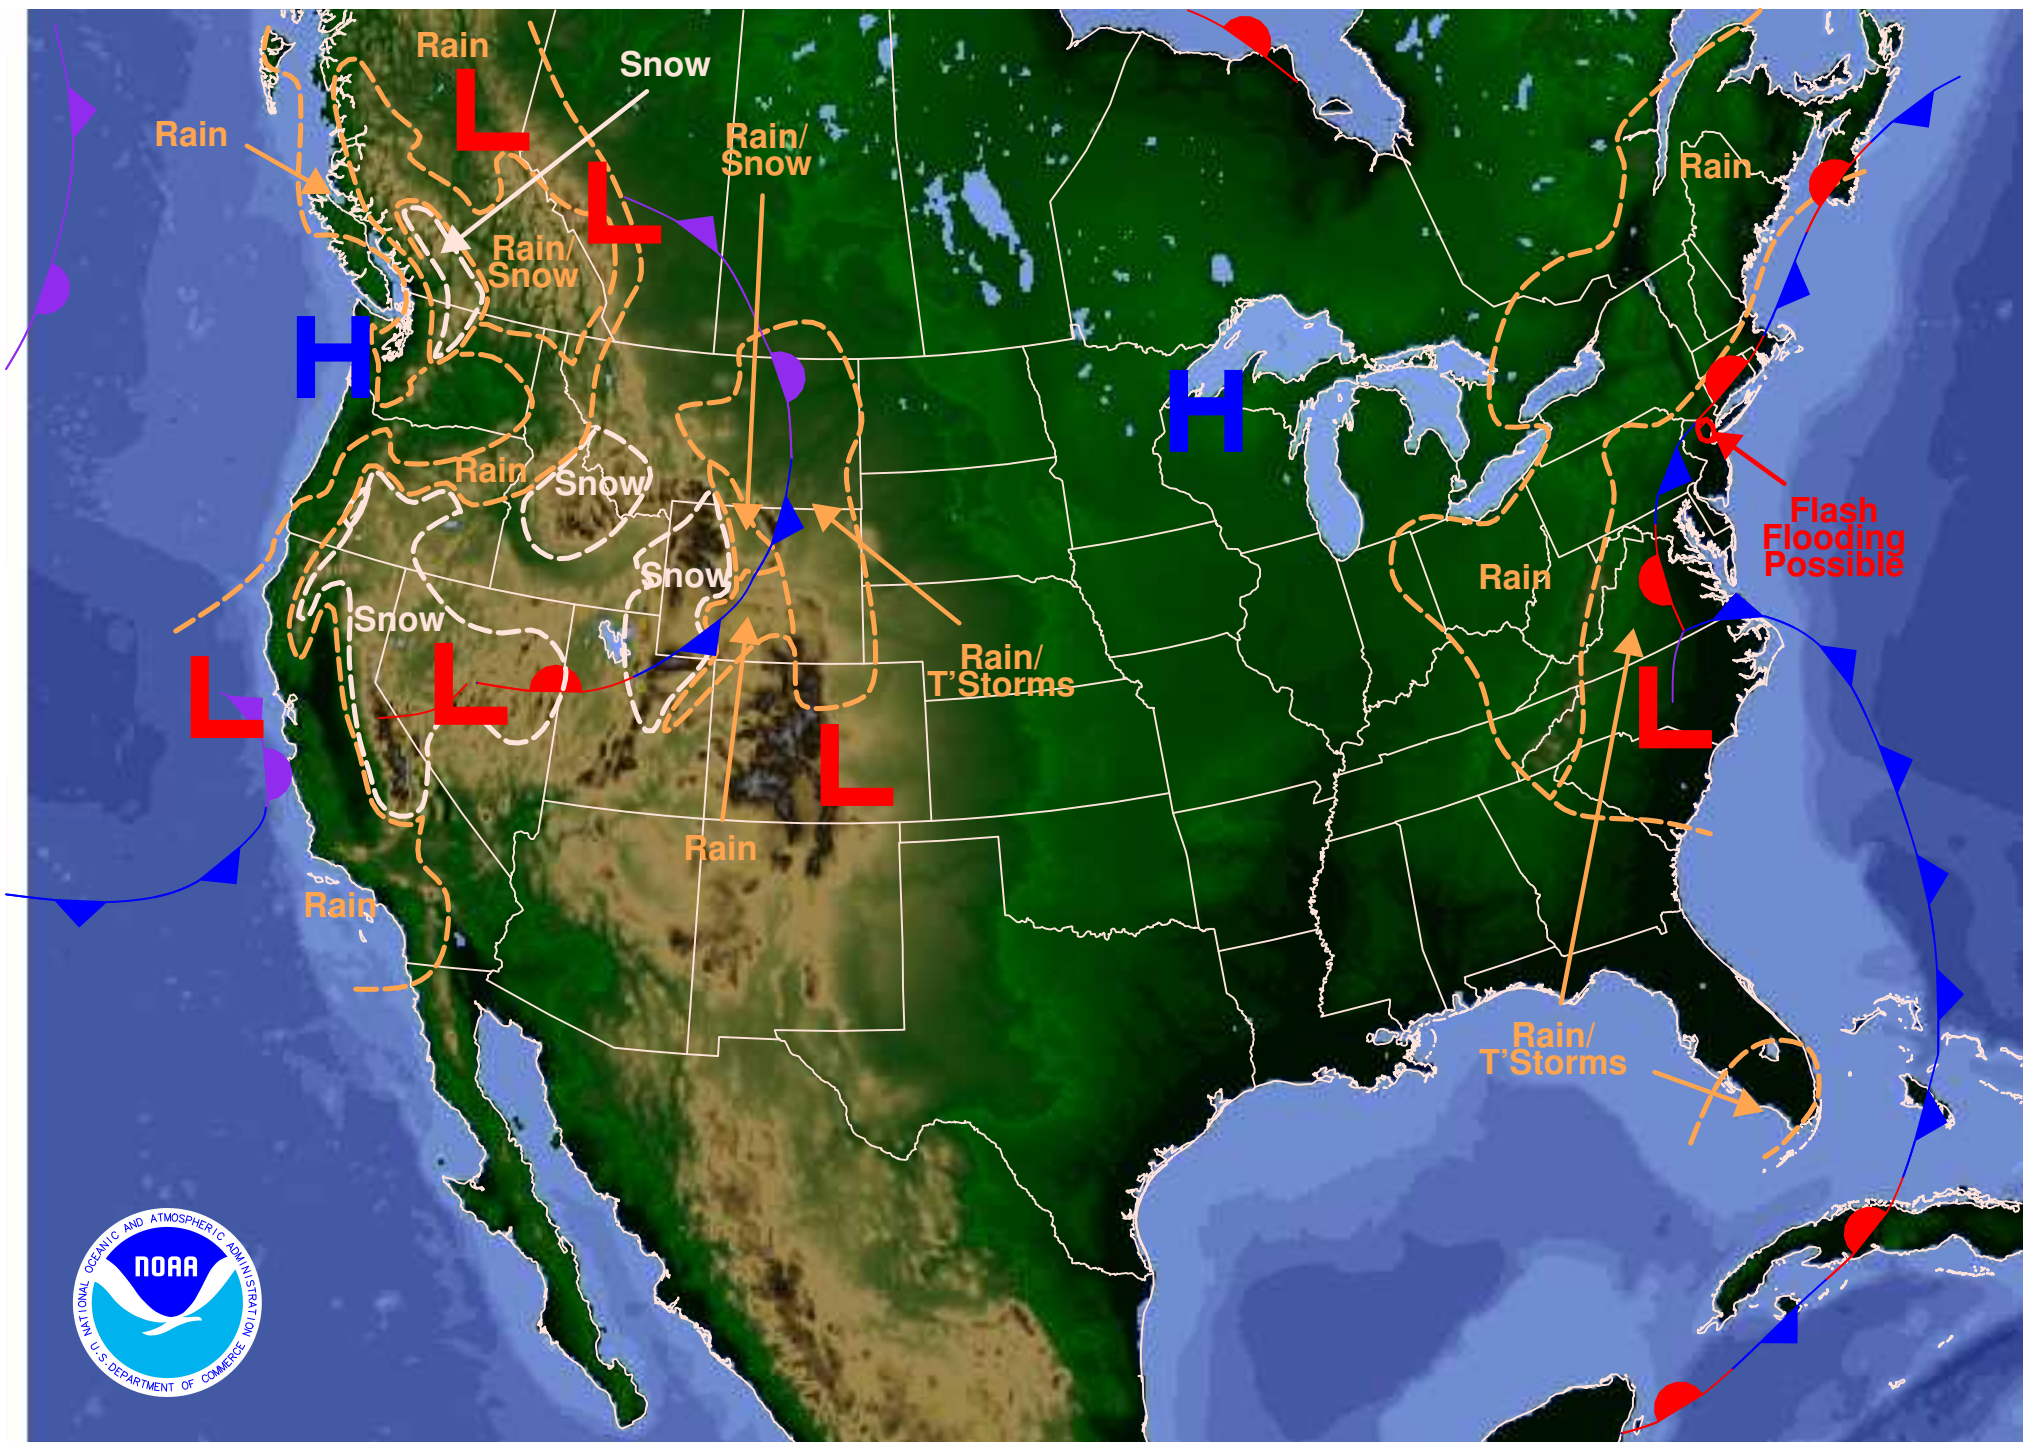 Rain
Snow
Rain
Rain/
Snow
L
Rain
L
Rain/
Snow
H
H
Rain
Snow
Flash
Flooding
Possible
Snow
Rain
Snow
L
L
L
Rain/
T'Storms
L
Rain
Rain
Rain/
T'Storms
NOAA
NATIONAL OCEANIC AND ATMOSPHERIC ADMINISTRATION
U.S. DEPARTMENT OF COMMERCE